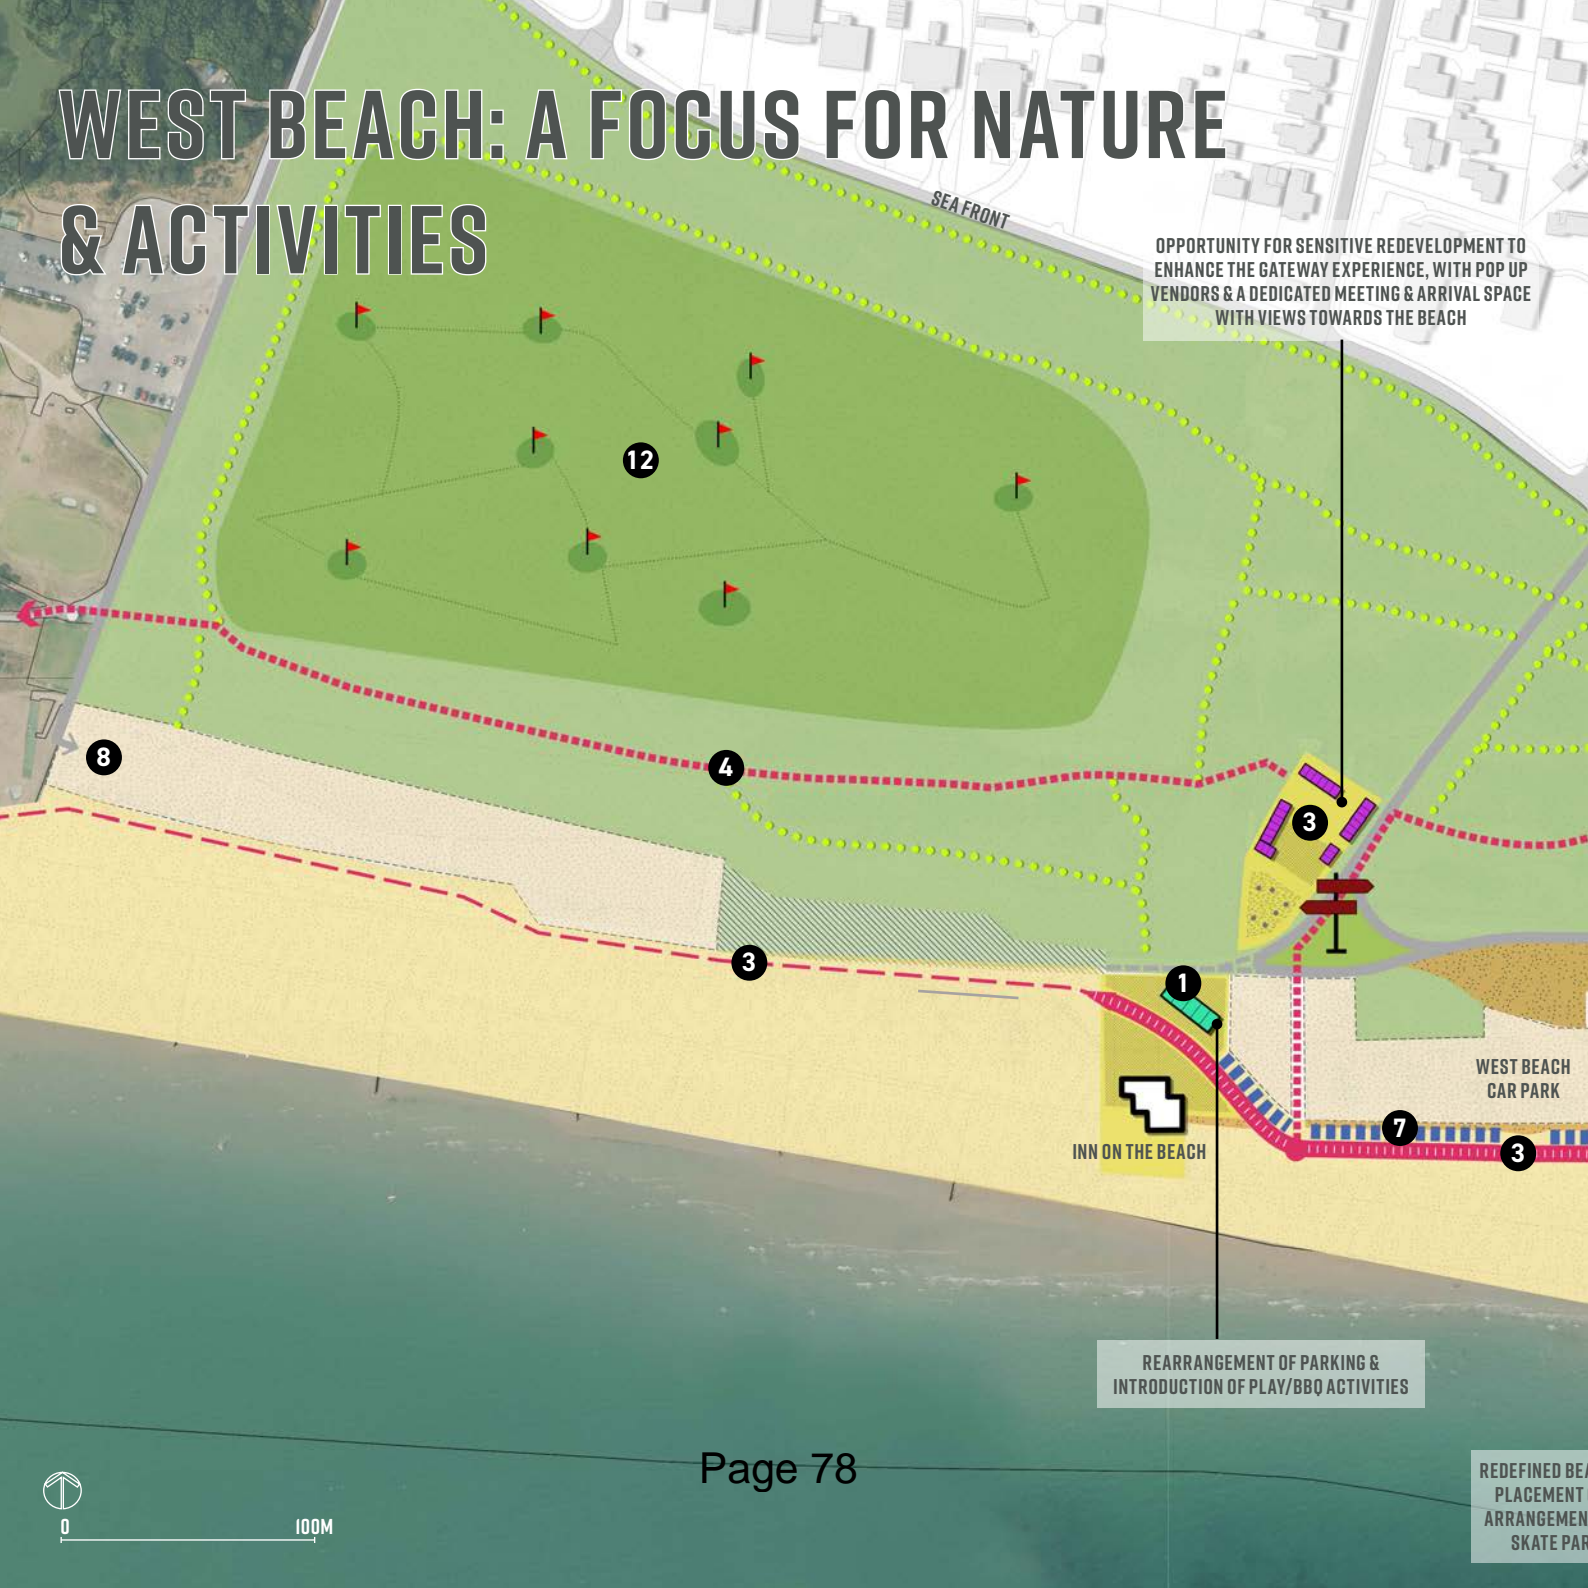 WEST BEACH: A FOCUS FOR NATURE
& ACTIVITIES
SEA FRONT
OPPORTUNITY FOR SENSITIVE REDEVELOPMENT TO
ENHANCE THE GATEWAY EXPERIENCE, WITH POP UP
VENDORS & A DEDICATED MEETING & ARRIVAL SPACE
WITH VIEWS TOWARDS THE BEACH
12
8
4
3
3
1
WEST BEACH
CAR PARK
7
3
INN ON THE BEACH
REARRANGEMENT OF PARKING &
INTRODUCTION OF PLAY/BBQ ACTIVITIES
Page 78
REDEFINED
PLACEMENT
SKATE
0 100M